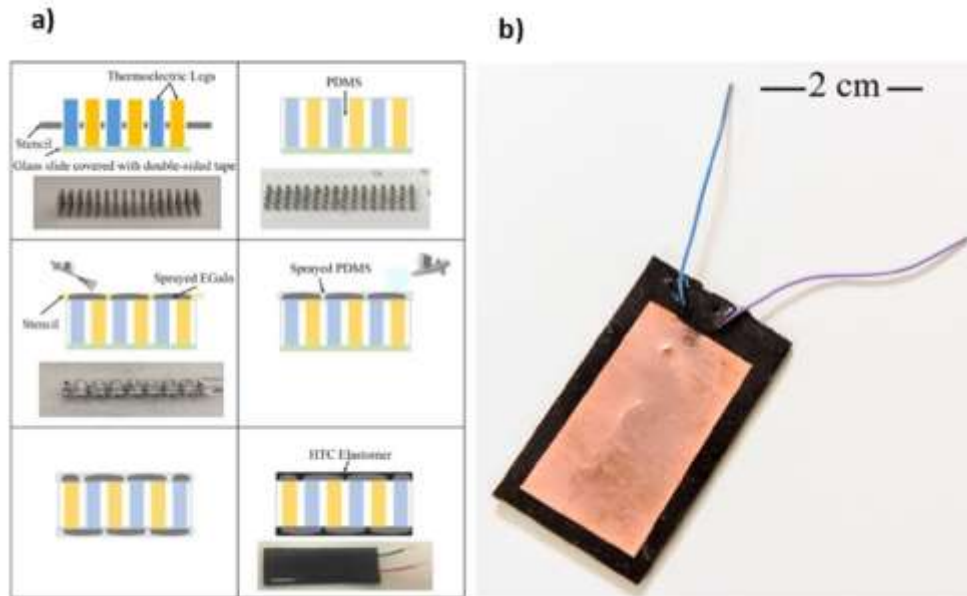 a)
b)
Thermoelectric Legs
Stencil
Glass slide covered with double-sided tape
PDMS
Sprayed EGaIn
Stencil
Sprayed PDMS
HTC Elastomer
2 cm